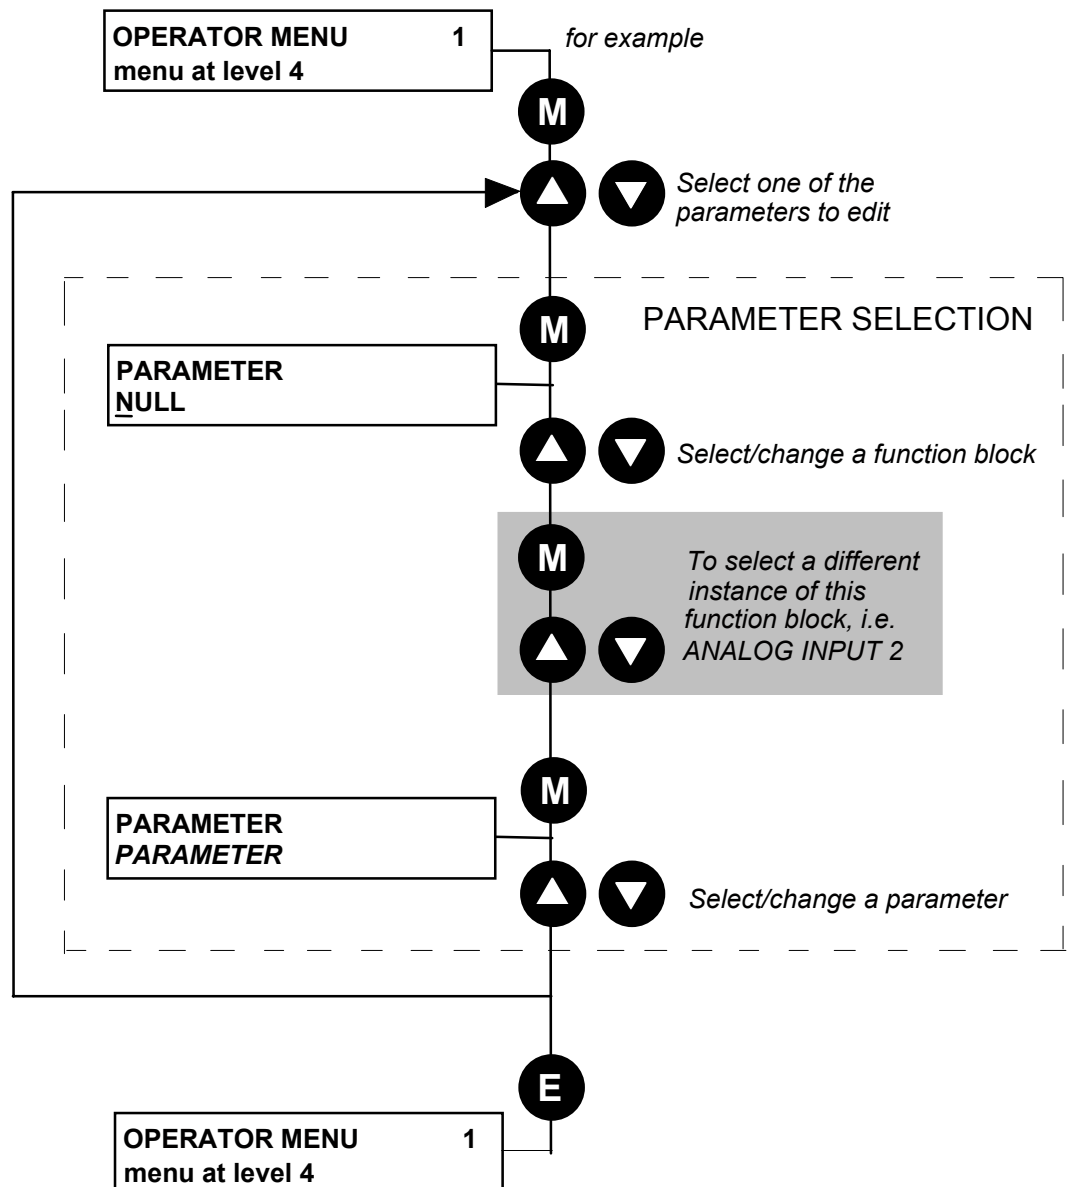 OPERATOR MENU 1
menu at level 4
for example
M
Select one of the
parameters to edit
M
PARAMETER SELECTION
PARAMETER
NULL
Select/change a function block
M
To select a different
instance of this
function block, i.e.
ANALOG INPUT 2
M
PARAMETER
PARAMETER
Select/change a parameter
E
OPERATOR MENU 1
menu at level 4